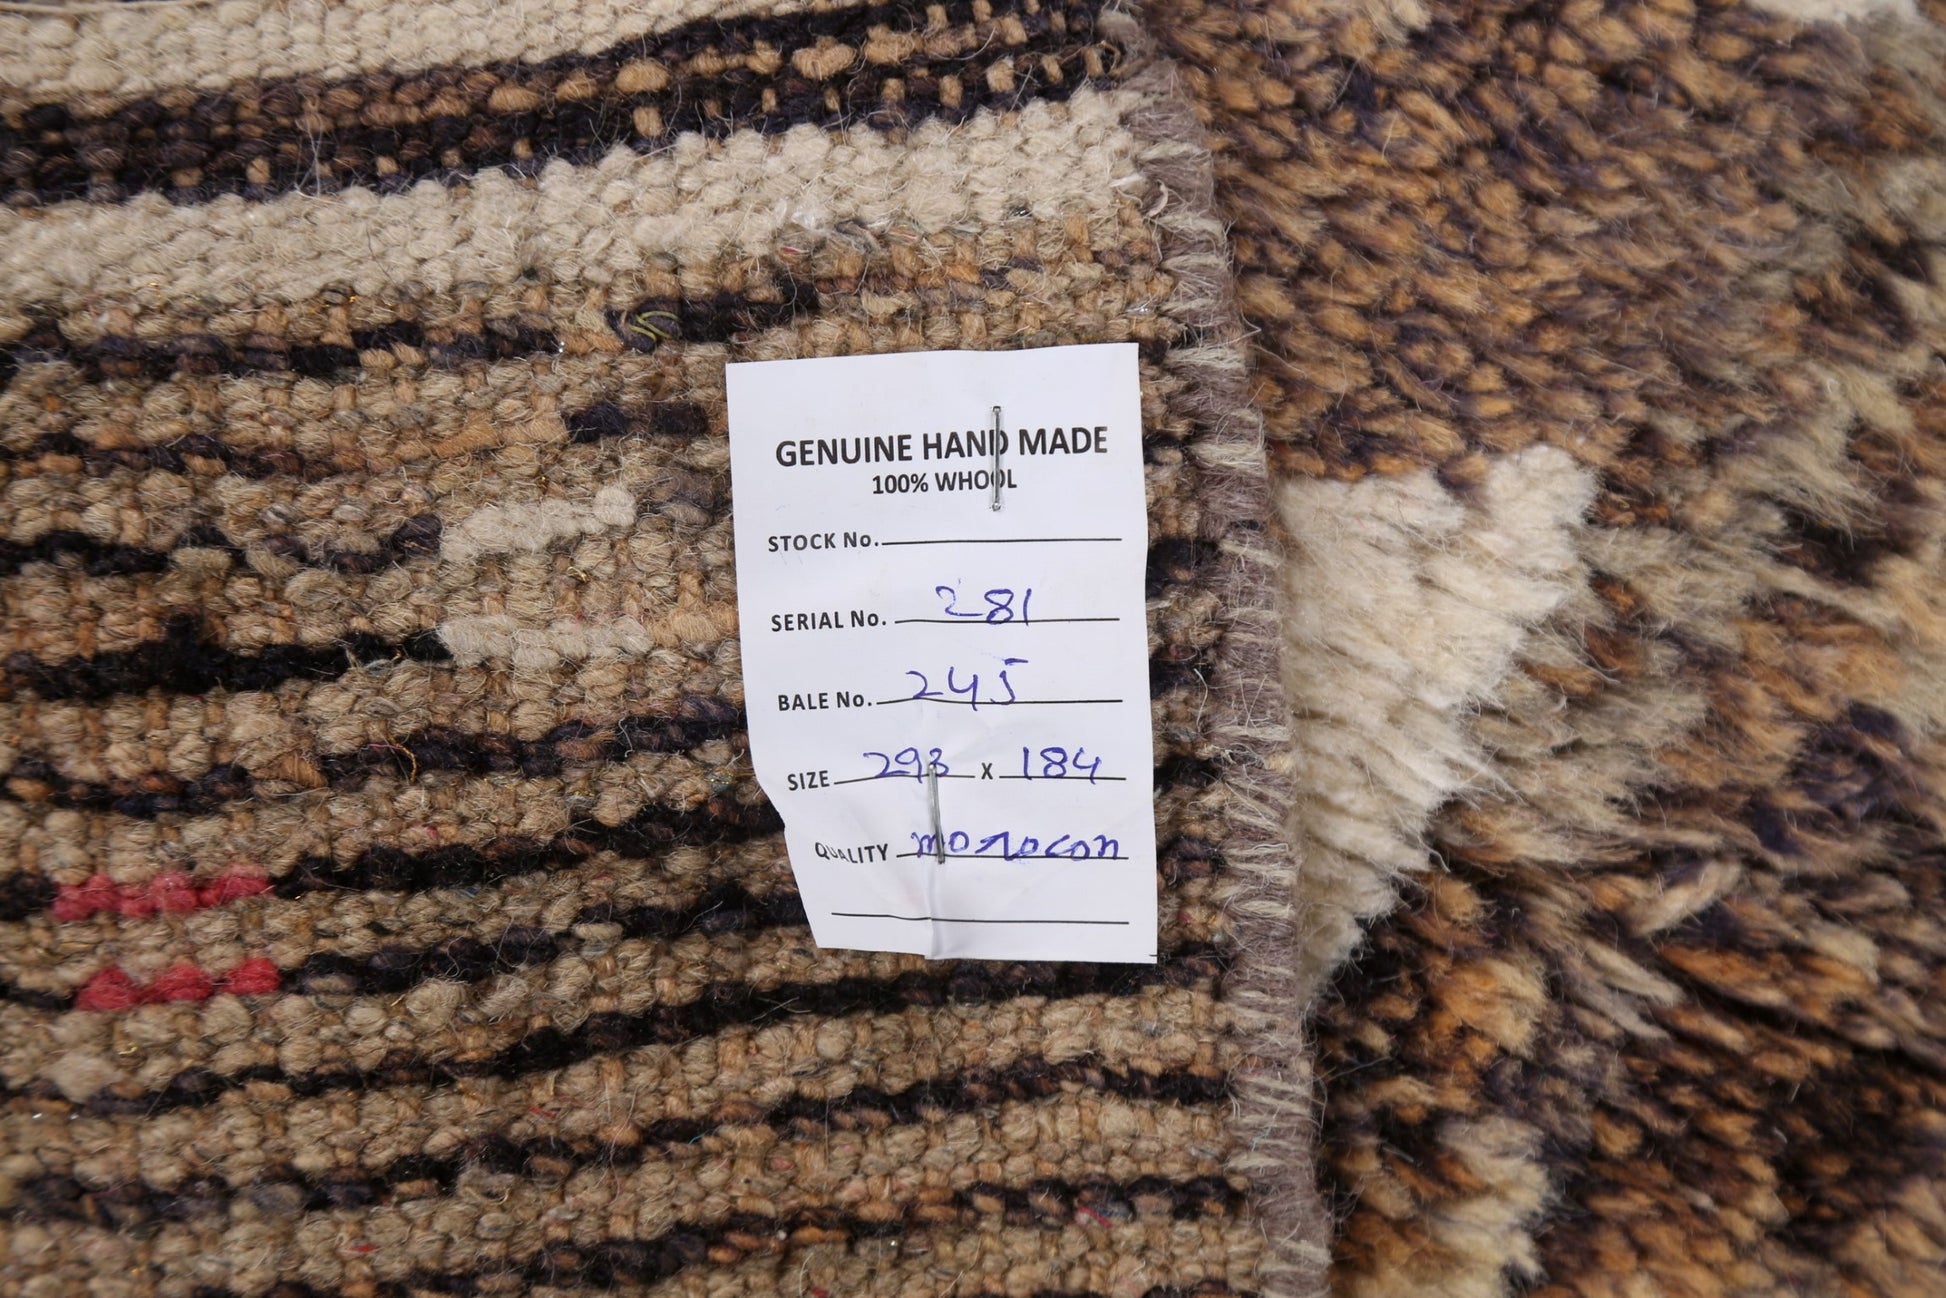 GENUINE HAND MADE
100% WHOOL
STOCK No.
SERIAL No. 281
BALE No. 245
SIZE 293 X 184
QUALITY morocon